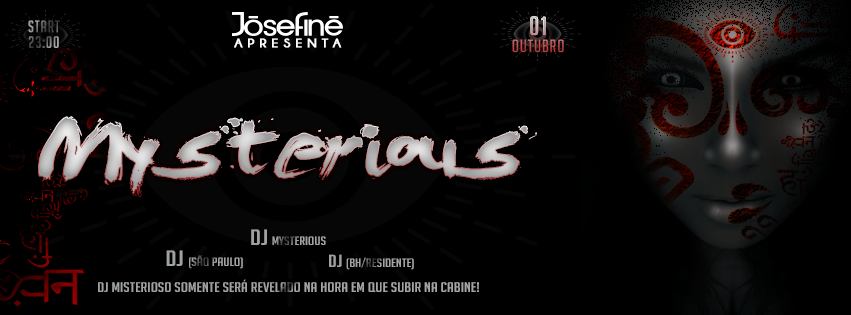 START
23:00
Jōsefinē
APRESENTA
01
OUTUBRO
Mysterious
DJ MYSTERIOUS
DJ (SÃO PAULO)
DJ (BH/RESIDENTE)
DJ MISTERIOSO SOMENTE SERÁ REVELADO NA HORA EM QUE SUBIR NA CABINE!